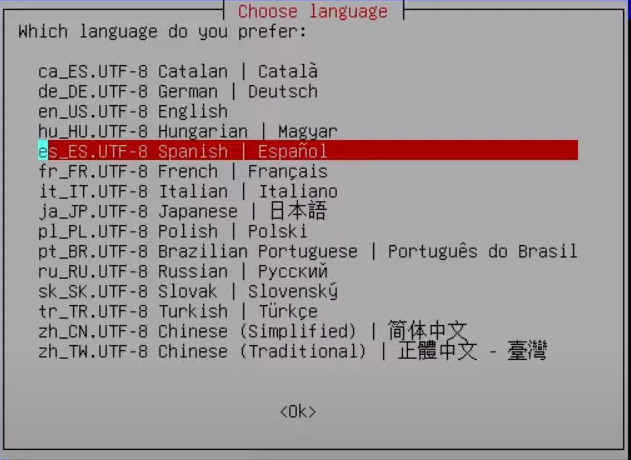 Choose language
Which language do you prefer:
ca_ES.UTF-8 Catalan | Català
de_DE.UTF-8 German | Deutsch
en_US.UTF-8 English
hu_HU.UTF-8 Hungarian | Magyar
es_ES.UTF-8 Spanish | Español
fr_FR.UTF-8 French | Français
it_IT.UTF-8 Italian | Italiano
ja_JP.UTF-8 Japanese | 日本語
pl_PL.UTF-8 Polish | Polski
pt_BR.UTF-8 Brazilian Portuguese | Português do Brasil
ru_RU.UTF-8 Russian | Русский
sk_SK.UTF-8 Slovak | Slovenský
tr_TR.UTF-8 Turkish | Türkçe
zh_CN.UTF-8 Chinese (Simplified) | 简体中文
zh_TW.UTF-8 Chinese (Traditional) | 正體中文 - 臺灣
<Ok>